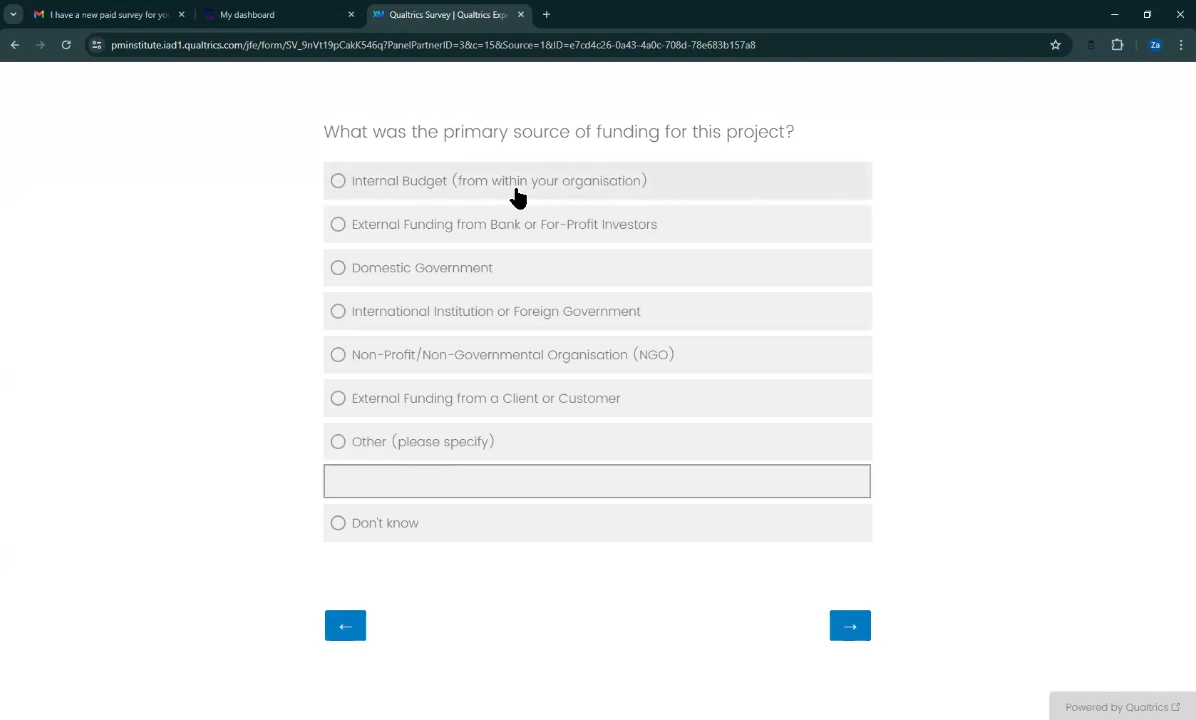 I have a new paid survey for yo
My dashboard
Qualtrics Survey | Qualtrics Exp
pminstitute.iad1.qualtrics.com/jfe/form/SV_9nVt19pCakK546q?PanelPartnerID=3&c=15&Source=1&ID=e7cd4c26-0a43-4a0c-708d-78e683b157a8
Za
What was the primary source of funding for this project?
Internal Budget (from within your organisation)
External Funding from Bank or For-Profit Investors
Domestic Government
International Institution or Foreign Government
Non-Profit/Non-Governmental Organisation (NGO)
External Funding from a Client or Customer
Other (please specify)
Don't know
Powered by Qualtrics